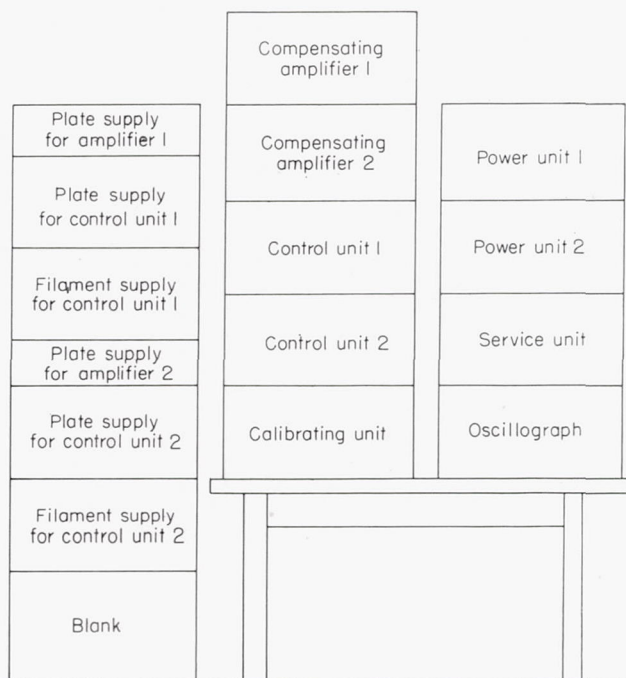 Plate supply
for amplifier 1
Plate supply
for control unit 1
Filament supply
for control unit 1
Plate supply
for amplifier 2
Plate supply
for control unit 2
Filament supply
for control unit 2
Blank
Compensating
amplifier 1
Compensating
amplifier 2
Control unit 1
Control unit 2
Calibrating unit
Power unit 1
Power unit 2
Service unit
Oscillograph